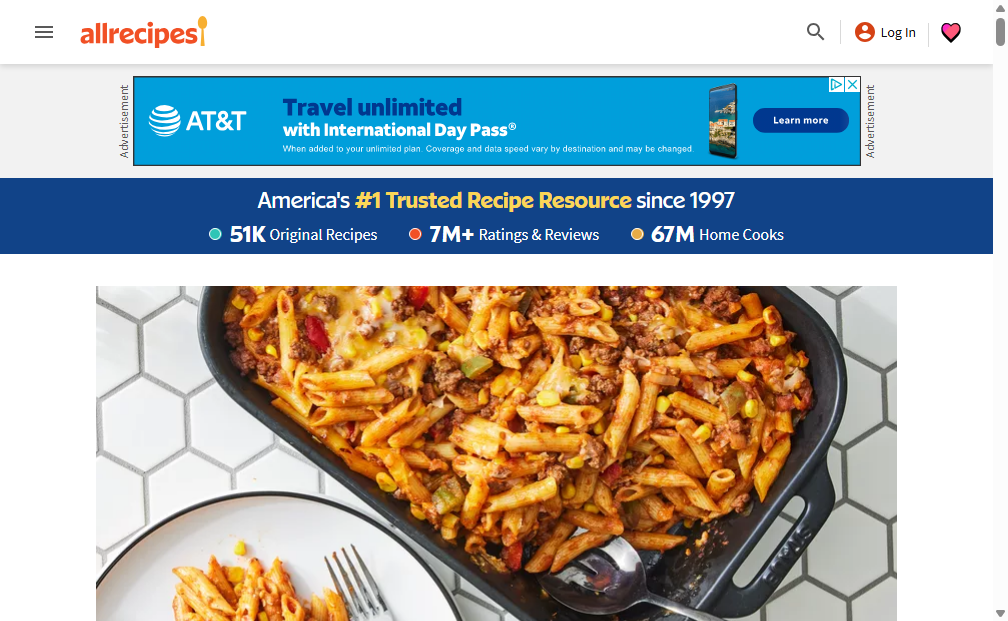 allrecipes
Log In
Advertisement
AT&T
Travel unlimited
with International Day Pass®
When added to your unlimited plan. Coverage and data speed vary by destination and may be changed.
Learn more
Advertisement
America's #1 Trusted Recipe Resource since 1997
51K Original Recipes
7M+ Ratings & Reviews
67M Home Cooks